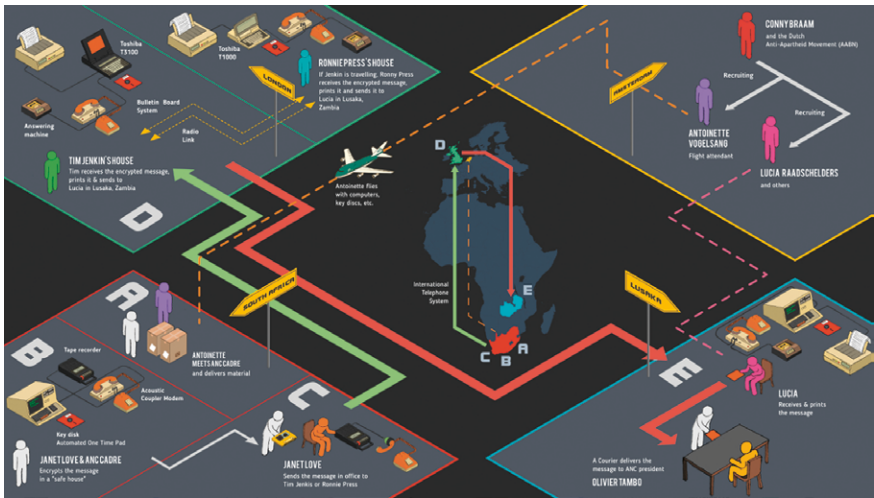 Toshiba
T3100
Toshiba
T1000
Bulletin Board
System
Answering
machine
Radio
Link
LONDON
RONNIE PRESS'S HOUSE
If Jenkin is travelling, Ronny Press
receives the encrypted message,
prints it and sends it to
Lucia in Lusaka,
Zambia
TIM JENKIN'S HOUSE
Tim receives the encrypted message,
prints it & sends to
Lucia in Lusaka, Zambia
D
Antoinette flies
with computers,
key discs, etc.
AMSTERDAM
CONNY BRAAM
and the Dutch
Anti-Apartheid Movement (AABN)
Recruiting
Recruiting
ANTOINETTE
VOGELSANG
Flight attendant
LUCIA RAADSCHELDERS
and others
D
International
Telephone
System
E
C
B
A
SOUTH AFRICA
A
ANTOINETTE
MEETS ANC CADRE
and delivers material
B
Tape recorder
Acoustic
Coupler Modem
Key disk
Automated One Time Pad
JANET LOVE & ANC CADRE
Encrypts the message
in a "safe house"
C
JANET LOVE
Sends the message in office to
Tim Jenkin or Ronnie Press
LUSAKA
E
LUCIA
Receives & prints
the message
A Courier delivers the
message to ANC president
OLIVIER TAMBO